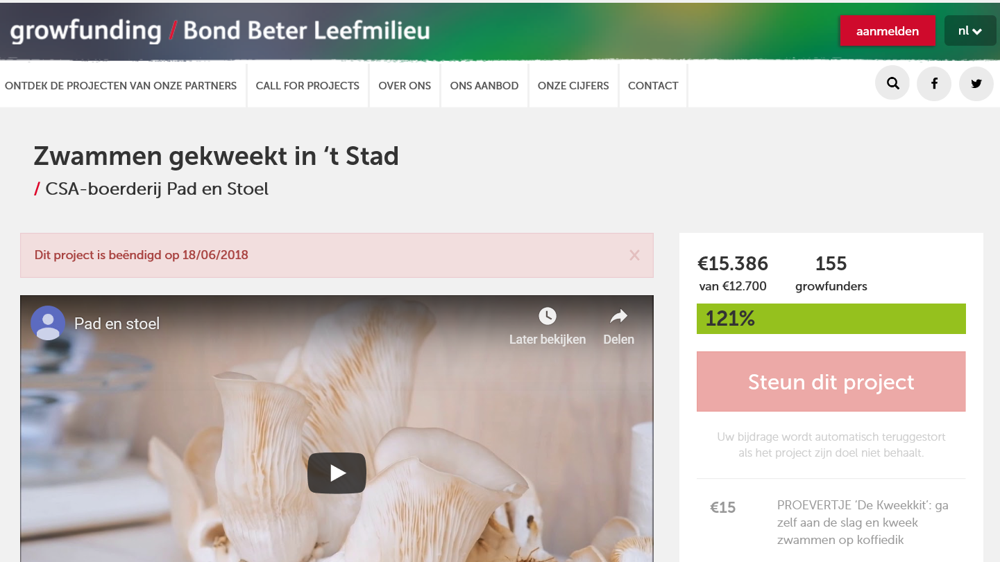 growfunding / Bond Beter Leefmilieu
aanmelden
nl
ONTDEK DE PROJECTEN VAN ONZE PARTNERS
CALL FOR PROJECTS
OVER ONS
ONS AANBOD
ONZE CIJFERS
CONTACT
Zwammen gekweekt in ‘t Stad
/ CSA-boerderij Pad en Stoel
Dit project is beëndigd op 18/06/2018
Pad en stoel
Later bekijken
Delen
€15.386
van €12.700
155
growfunders
121%
Steun dit project
Uw bijdrage wordt automatisch teruggestort
als het project zijn doel niet behaalt.
€15
PROEVERTJE ‘De Kweekkit’: ga
zelf aan de slag en kweek
zwammen op koffiedik